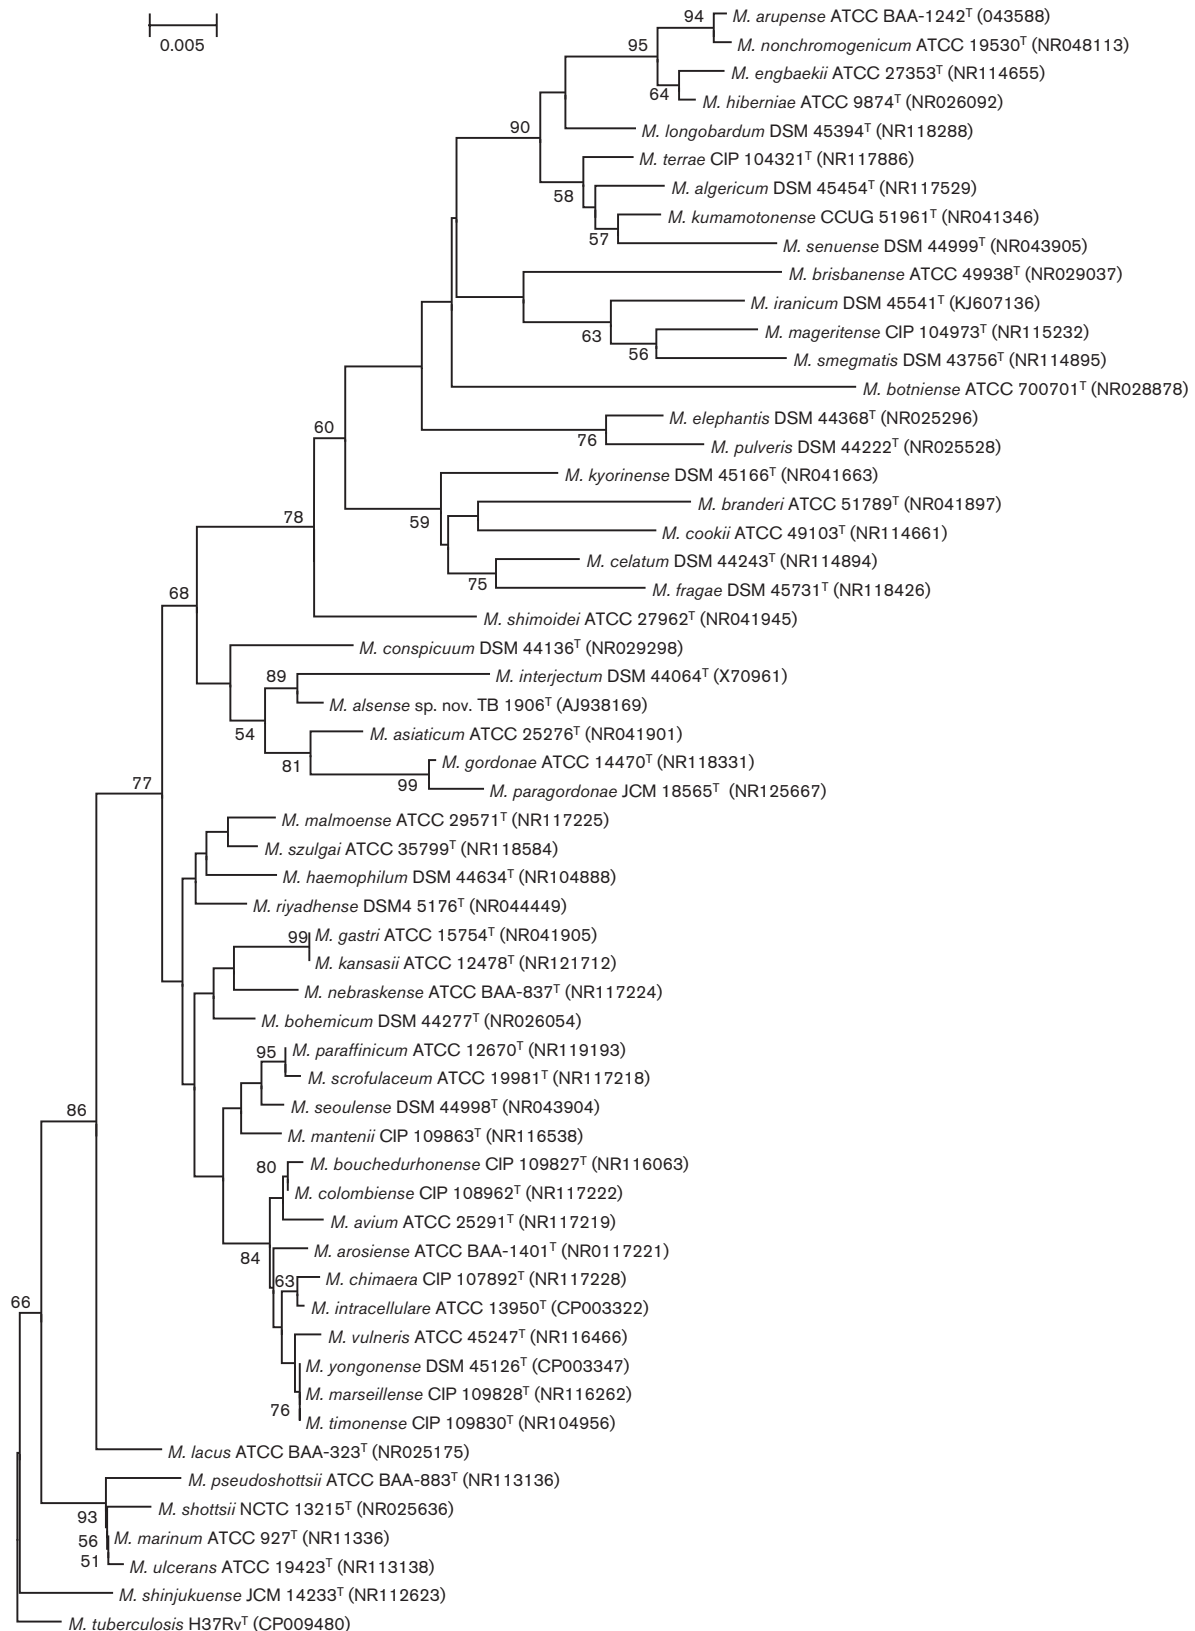 94 M. arupense ATCC BAA-1242ᵀ (043588)
0.005
95 M. nonchromogenicum ATCC 19530ᵀ (NR048113)
M. engbaekii ATCC 27353ᵀ (NR114655)
64 M. hiberniae ATCC 9874ᵀ (NR026092)
90 M. longobardum DSM 45394ᵀ (NR118288)
M. terrae CIP 104321ᵀ (NR117886)
58 M. algericum DSM 45454ᵀ (NR117529)
M. kumamotonense CCUG 51961ᵀ (NR041346)
57 M. senuense DSM 44999ᵀ (NR043905)
M. brisbanense ATCC 49938ᵀ (NR029037)
M. iranicum DSM 45541ᵀ (KJ607136)
63 M. mageritense CIP 104973ᵀ (NR115232)
56 M. smegmatis DSM 43756ᵀ (NR114895)
M. botniense ATCC 700701ᵀ (NR028878)
M. elephantis DSM 44368ᵀ (NR025296)
60 76 M. pulveris DSM 44222ᵀ (NR025528)
M. kyorinense DSM 45166ᵀ (NR041663)
M. branderi ATCC 51789ᵀ (NR041897)
78 59 M. cookii ATCC 49103ᵀ (NR114661)
M. celatum DSM 44243ᵀ (NR114894)
75 M. fragae DSM 45731ᵀ (NR118426)
68 M. shimoidei ATCC 27962ᵀ (NR041945)
M. conspicuum DSM 44136ᵀ (NR029298)
89 M. interjectum DSM 44064ᵀ (X70961)
M. alsense sp. nov. TB 1906ᵀ (AJ938169)
54 M. asiaticum ATCC 25276ᵀ (NR041901)
81 M. gordonae ATCC 14470ᵀ (NR118331)
77 99 M. paragordonae JCM 18565ᵀ (NR125667)
M. malmoense ATCC 29571ᵀ (NR117225)
M. szulgai ATCC 35799ᵀ (NR118584)
M. haemophilum DSM 44634ᵀ (NR104888)
M. riyadhense DSM4 5176ᵀ (NR044449)
99 M. gastri ATCC 15754ᵀ (NR041905)
M. kansasii ATCC 12478ᵀ (NR121712)
M. nebraskense ATCC BAA-837ᵀ (NR117224)
M. bohemicum DSM 44277ᵀ (NR026054)
95 M. paraffinicum ATCC 12670ᵀ (NR119193)
M. scrofulaceum ATCC 19981ᵀ (NR117218)
86 M. seoulense DSM 44998ᵀ (NR043904)
M. mantenii CIP 109863ᵀ (NR116538)
80 M. bouchedurhonense CIP 109827ᵀ (NR116063)
M. colombiense CIP 108962ᵀ (NR117222)
M. avium ATCC 25291ᵀ (NR117219)
84 M. arosiense ATCC BAA-1401ᵀ (NR0117221)
63 M. chimaera CIP 107892ᵀ (NR117228)
66 M. intracellulare ATCC 13950ᵀ (CP003322)
M. vulneris ATCC 45247ᵀ (NR116466)
M. yongonense DSM 45126ᵀ (CP003347)
M. marseillense CIP 109828ᵀ (NR116262)
76 M. timonense CIP 109830ᵀ (NR104956)
M. lacus ATCC BAA-323ᵀ (NR025175)
M. pseudoshottsii ATCC BAA-883ᵀ (NR113136)
93 M. shottsii NCTC 13215ᵀ (NR025636)
56 M. marinum ATCC 927ᵀ (NR11336)
51 M. ulcerans ATCC 19423ᵀ (NR113138)
M. shinjukuense JCM 14233ᵀ (NR112623)
M. tuberculosis H37Rvᵀ (CP009480)